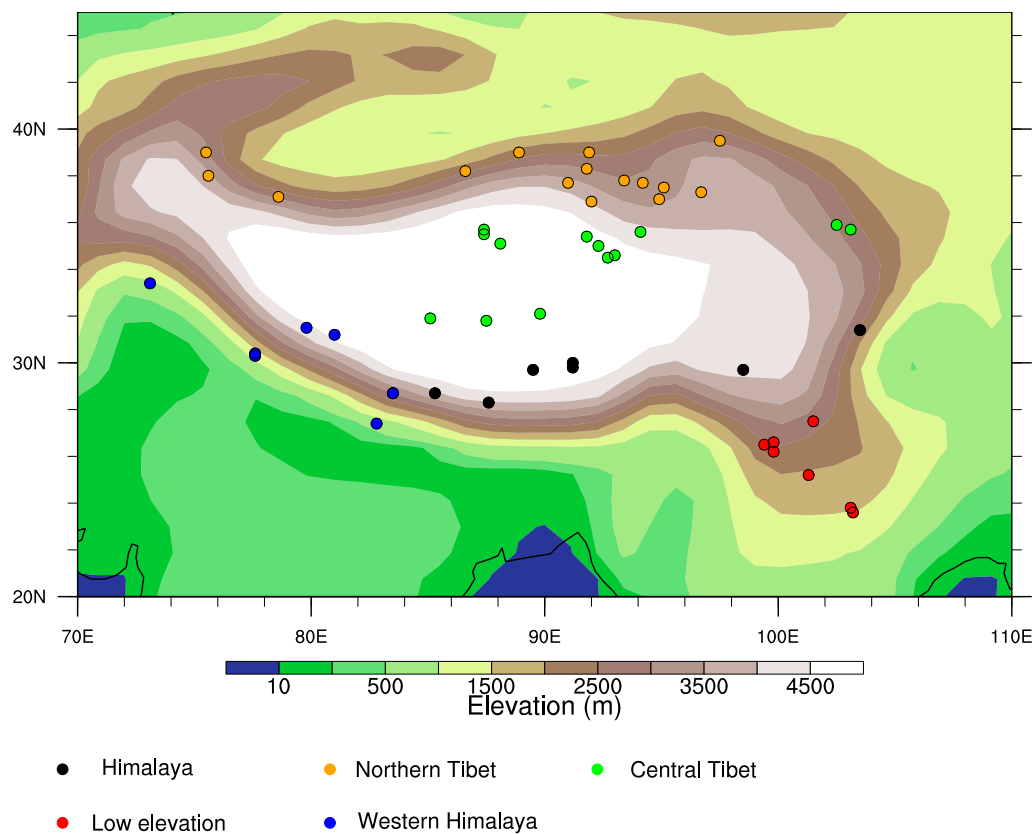 40N
30N
20N
70E 80E 90E 100E 110E
10 500 1500 2500 3500 4500
Elevation (m)
Himalaya Northern Tibet Central Tibet
Low elevation Western Himalaya